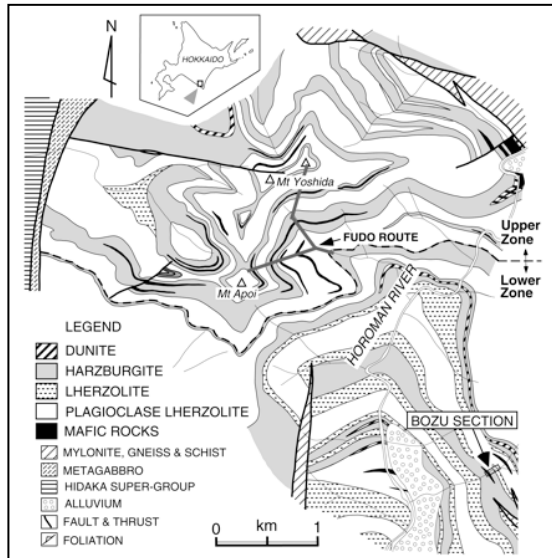 N
HOKKAIDO
Mt Yoshida
FUDO ROUTE
Upper
Zone
Lower
Zone
Mt Apoi
HOROMAN RIVER
LEGEND
DUNITE
HARZBURGITE
LHERZOLITE
PLAGIOCLASE LHERZOLITE
MAFIC ROCKS
MYLONITE, GNEISS & SCHIST
METAGABBRO
HIDAKA SUPER-GROUP
ALLUVIUM
FAULT & THRUST
FOLIATION
BOZU SECTION
km
0 1